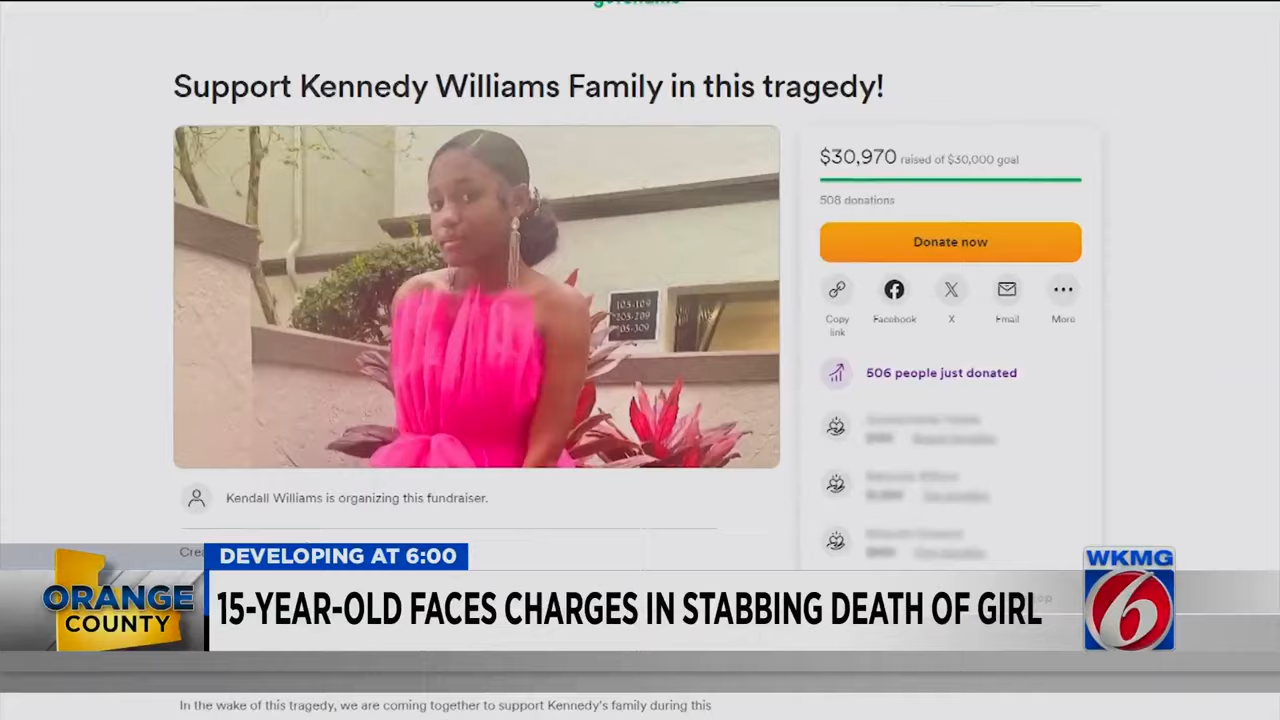 Support Kennedy Williams Family in this tragedy!
$30,970 raised of $30,000 goal
508 donations
Donate now
Copy link
Facebook
X
Email
More
506 people just donated
105-109
205-209
05-309
Kendall Williams is organizing this fundraiser.
Crea
DEVELOPING AT 6:00
ORANGE COUNTY
15-YEAR-OLD FACES CHARGES IN STABBING DEATH OF GIRL
WKMG
6
In the wake of this tragedy, we are coming together to support Kennedy's family during this